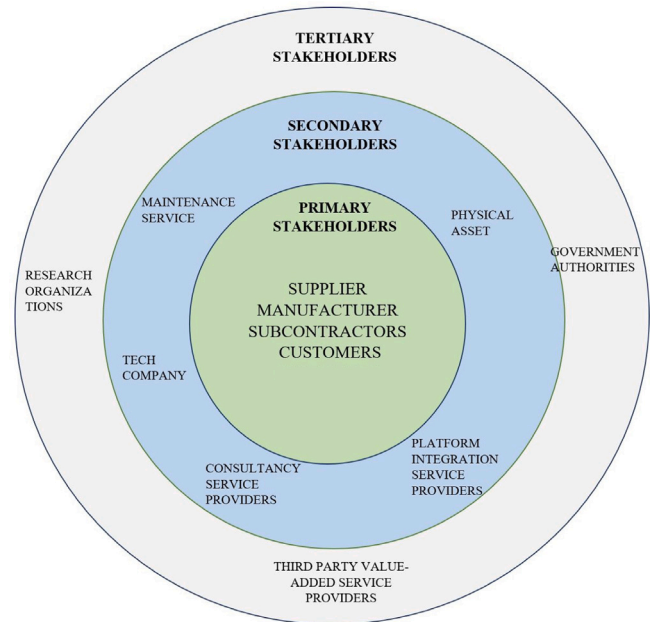 TERTIARY
STAKEHOLDERS
SECONDARY
STAKEHOLDERS
MAINTENANCE
SERVICE
PRIMARY
STAKEHOLDERS
PHYSICAL
ASSET
GOVERNMENT
AUTHORITIES
RESEARCH
ORGANIZA
TIONS
SUPPLIER
MANUFACTURER
SUBCONTRACTORS
CUSTOMERS
TECH
COMPANY
PLATFORM
INTEGRATION
SERVICE
PROVIDERS
CONSULTANCY
SERVICE
PROVIDERS
THIRD PARTY VALUE-
ADDED SERVICE
PROVIDERS